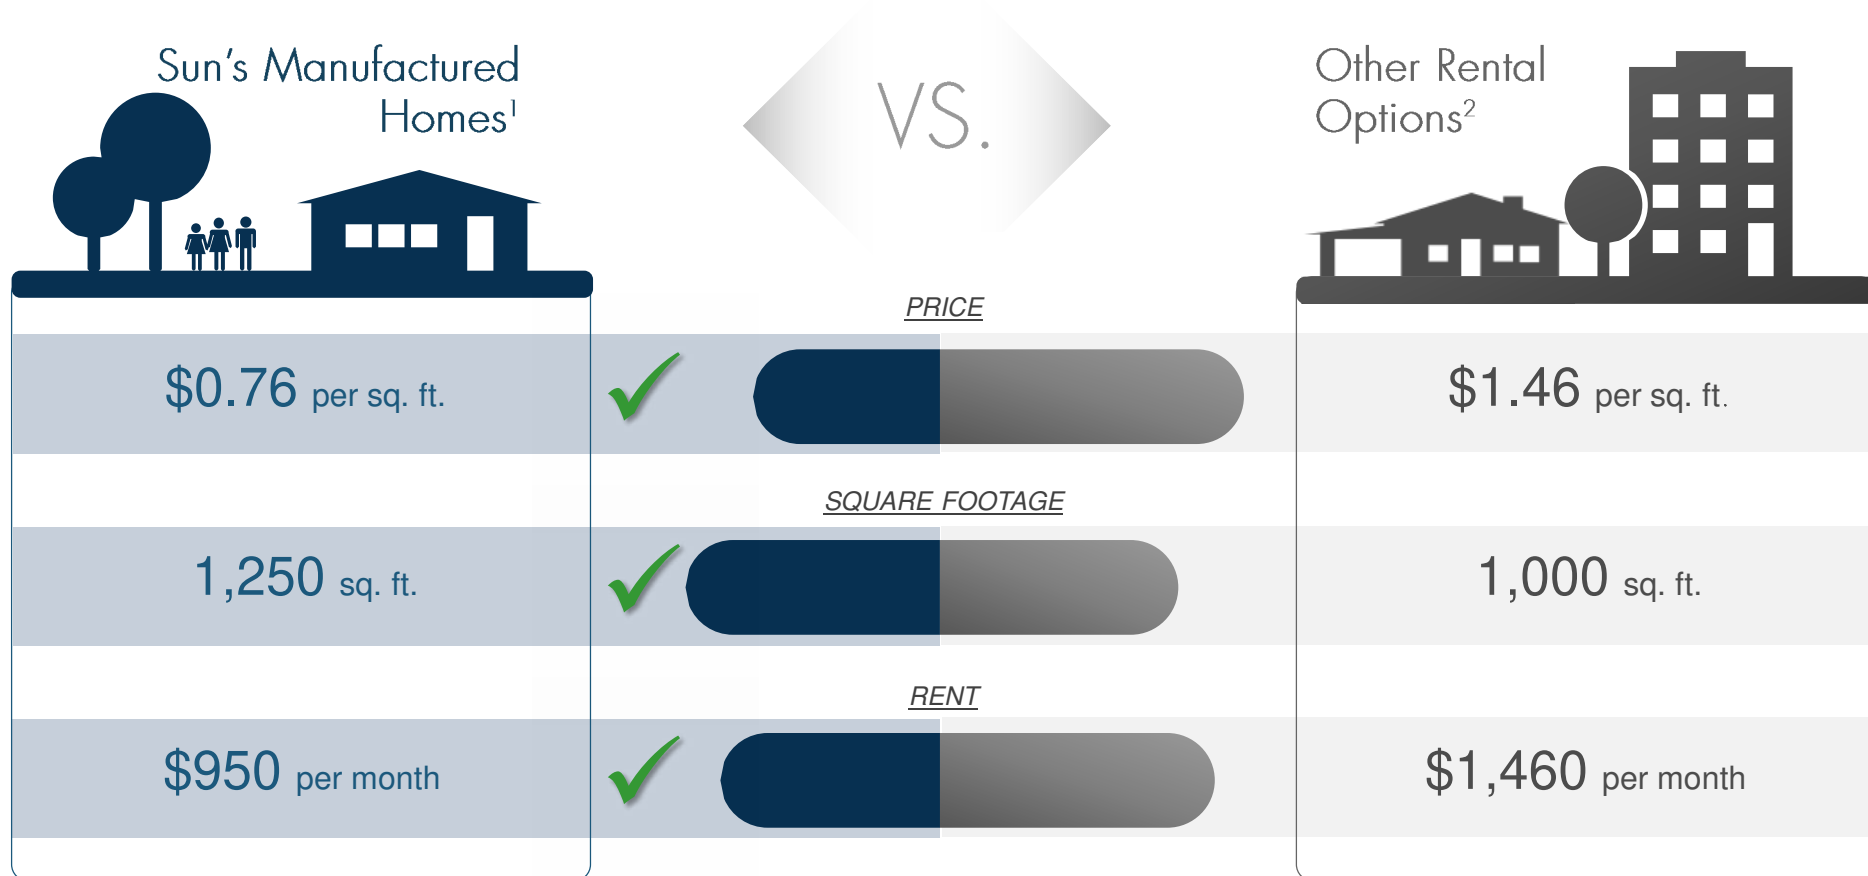 Sun's Manufactured
Homes¹
VS.
Other Rental
Options²
PRICE
$0.76 per sq. ft.
$1.46 per sq. ft.
SQUARE FOOTAGE
1,250 sq. ft.
1,000 sq. ft.
RENT
$950 per month
$1,460 per month